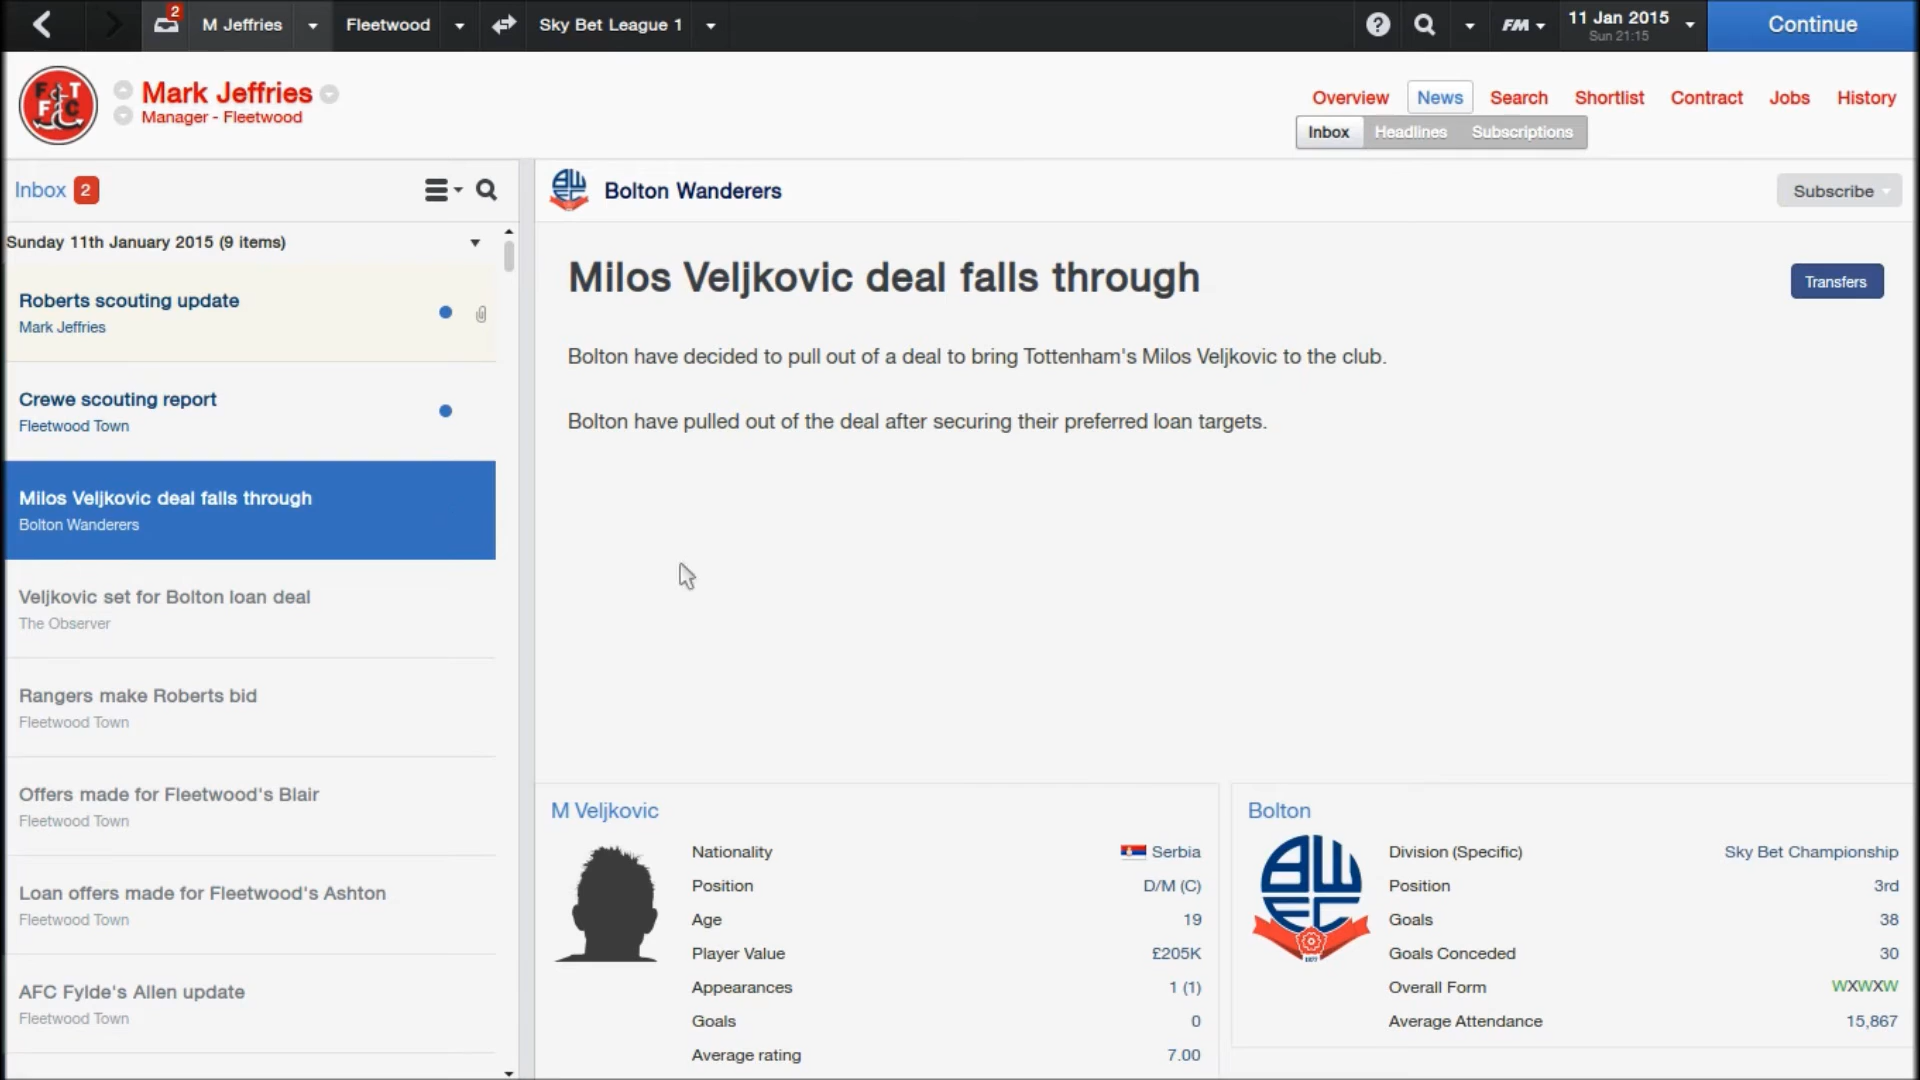 2
M Jeffries
Fleetwood
Sky Bet League 1
FM
11 Jan 2015
Sun 21:15
Continue
Mark Jeffries
Manager - Fleetwood
Overview
News
Search
Shortlist
Contract
Jobs
History
Inbox
Headlines
Subscriptions
Inbox 2
Bolton Wanderers
Subscribe
Sunday 11th January 2015 (9 items)
Roberts scouting update
Mark Jeffries
Crewe scouting report
Fleetwood Town
Milos Veljkovic deal falls through
Bolton Wanderers
Veljkovic set for Bolton loan deal
The Observer
Rangers make Roberts bid
Fleetwood Town
Offers made for Fleetwood's Blair
Fleetwood Town
Loan offers made for Fleetwood's Ashton
Fleetwood Town
AFC Fylde's Allen update
Fleetwood Town
Milos Veljkovic deal falls through
Transfers
Bolton have decided to pull out of a deal to bring Tottenham's Milos Veljkovic to the club.
Bolton have pulled out of the deal after securing their preferred loan targets.
M Veljkovic
Nationality Serbia
Position D/M (C)
Age 19
Player Value £205K
Appearances 1 (1)
Goals 0
Average rating 7.00
Bolton
Division (Specific) Sky Bet Championship
Position 3rd
Goals 38
Goals Conceded 30
Overall Form WXWXW
Average Attendance 15,867